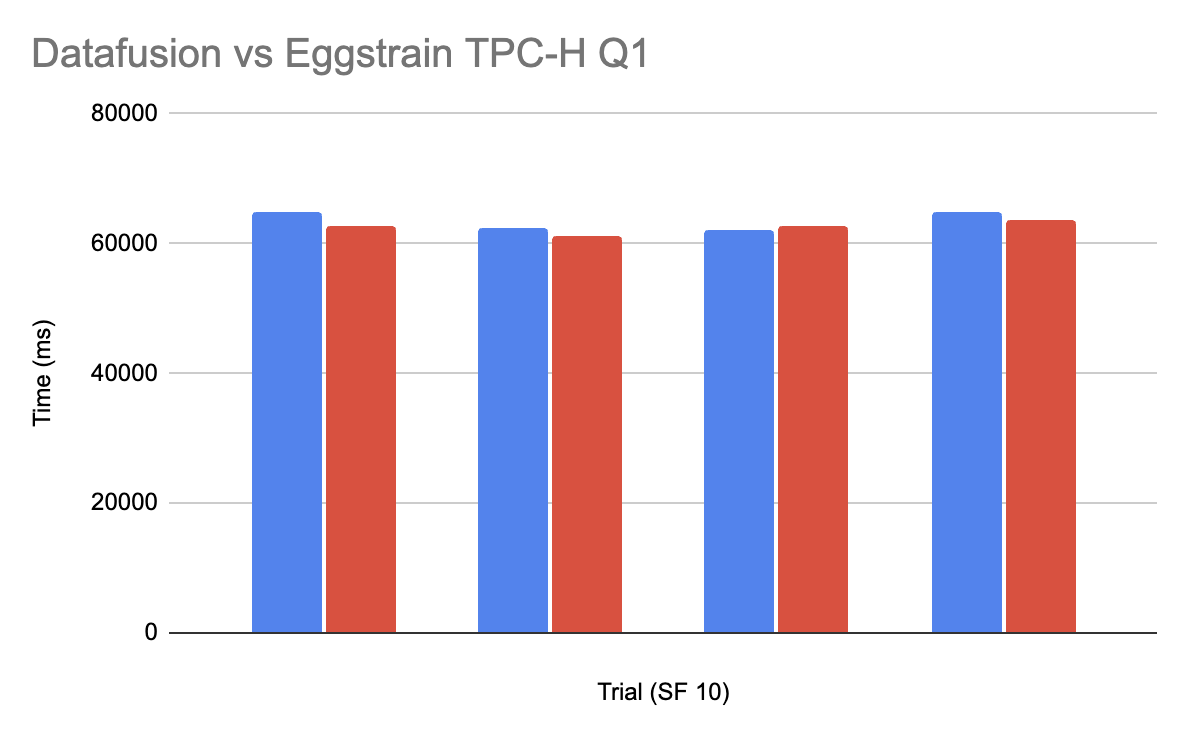 Datafusion vs Eggstrain TPC-H Q1
80000
60000
40000
20000
0
Time (ms)
Trial (SF 10)